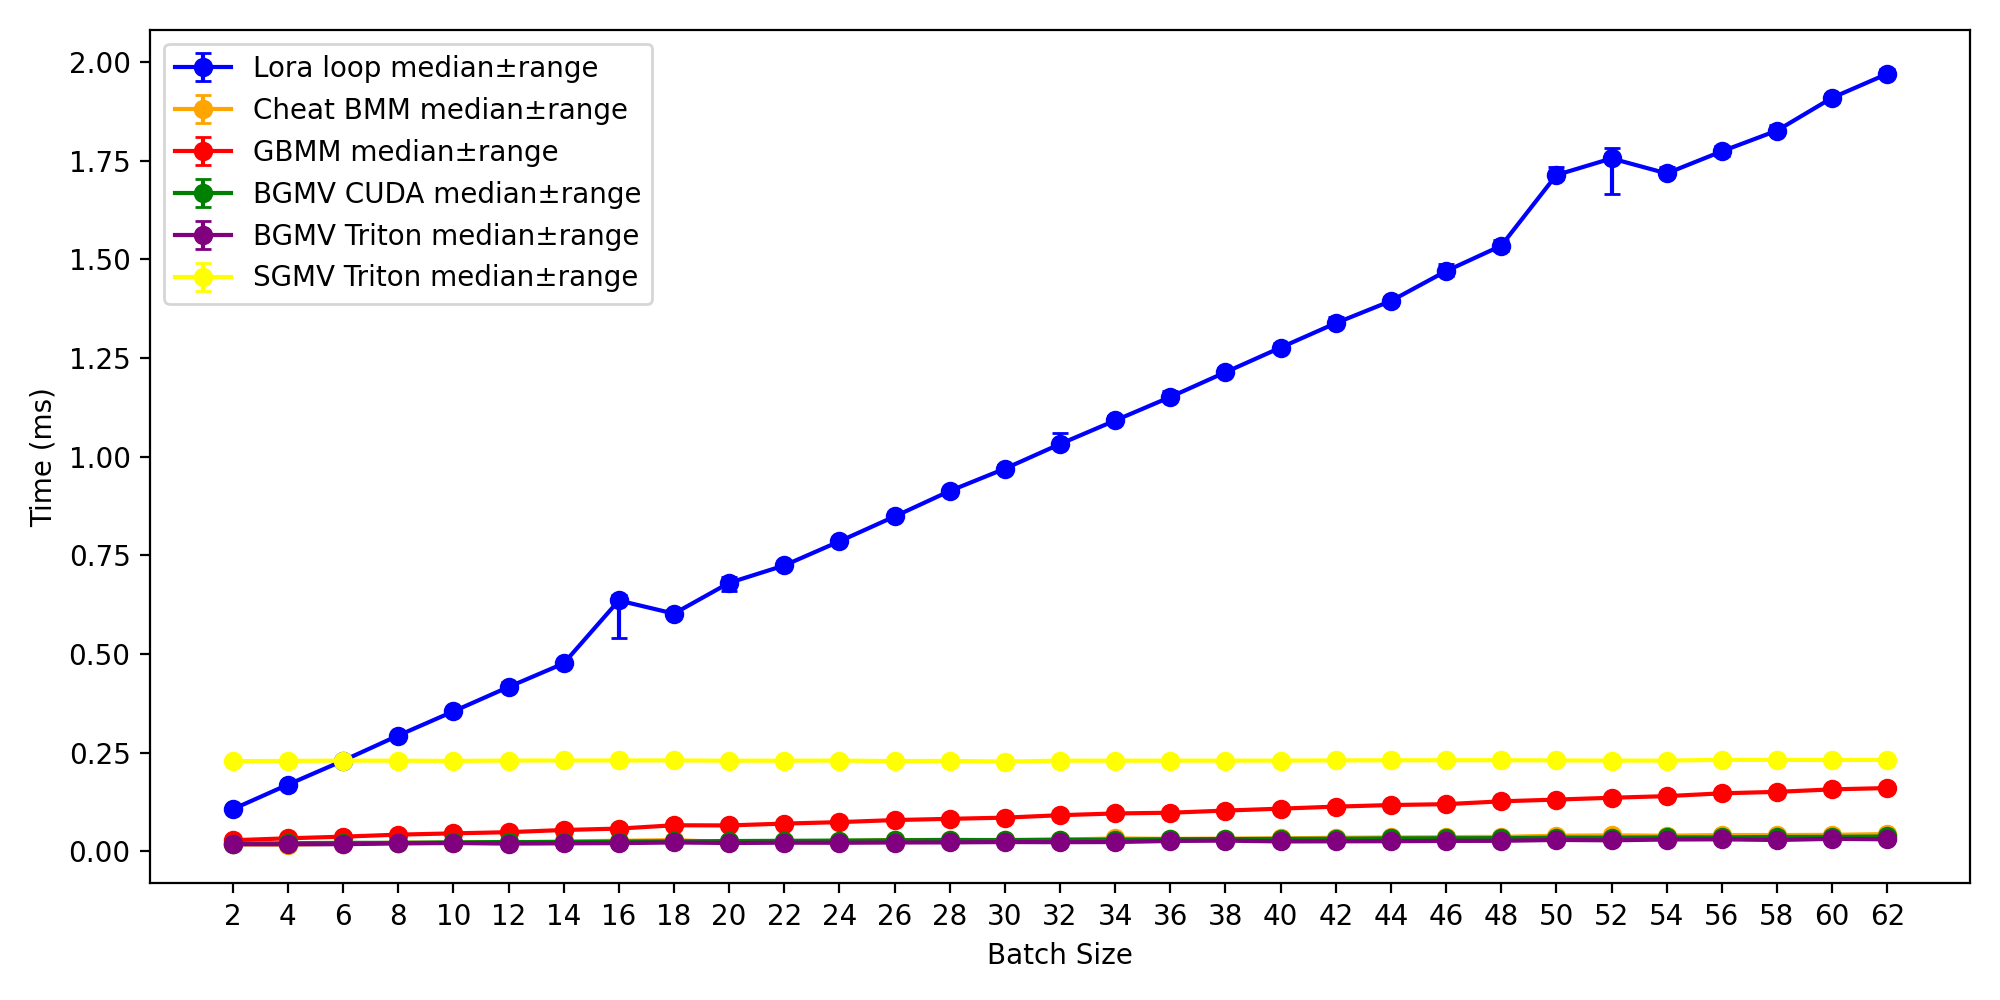 2.00
1.75
1.50
1.25
1.00
0.75
0.50
0.25
0.00
Time (ms)
Lora loop median±range
Cheat BMM median±range
GBMM median±range
BGMV CUDA median±range
BGMV Triton median±range
SGMV Triton median±range
2 4 6 8 10 12 14 16 18 20 22 24 26 28 30 32 34 36 38 40 42 44 46 48 50 52 54 56 58 60 62
Batch Size